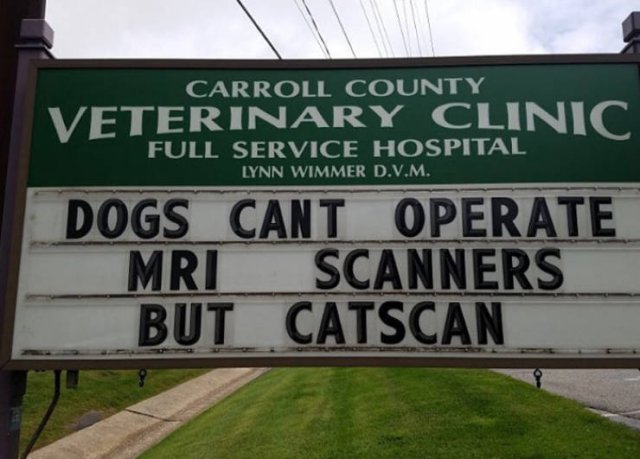 CARROLL COUNTY
VETERINARY CLINIC
FULL SERVICE HOSPITAL
LYNN WIMMER D.V.M.
DOGS CANT OPERATE
MRI SCANNERS
BUT CATSCAN